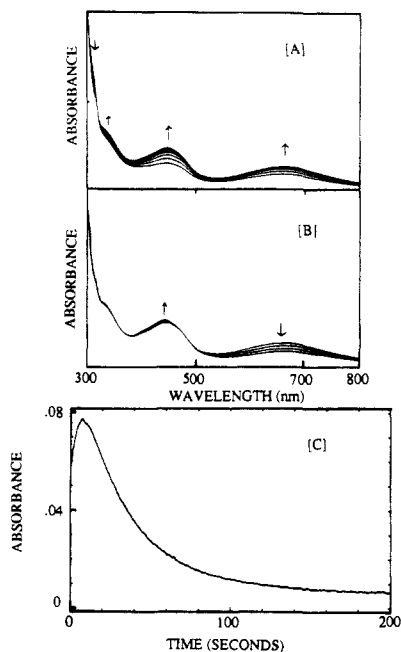 ABSORBANCE
[A]
↓
↑
↑
↑
ABSORBANCE
[B]
↑
↓
300
500
700
800
WAVELENGTH (nm)
ABSORBANCE
[C]
.08
.04
0
0
100
200
TIME (SECONDS)